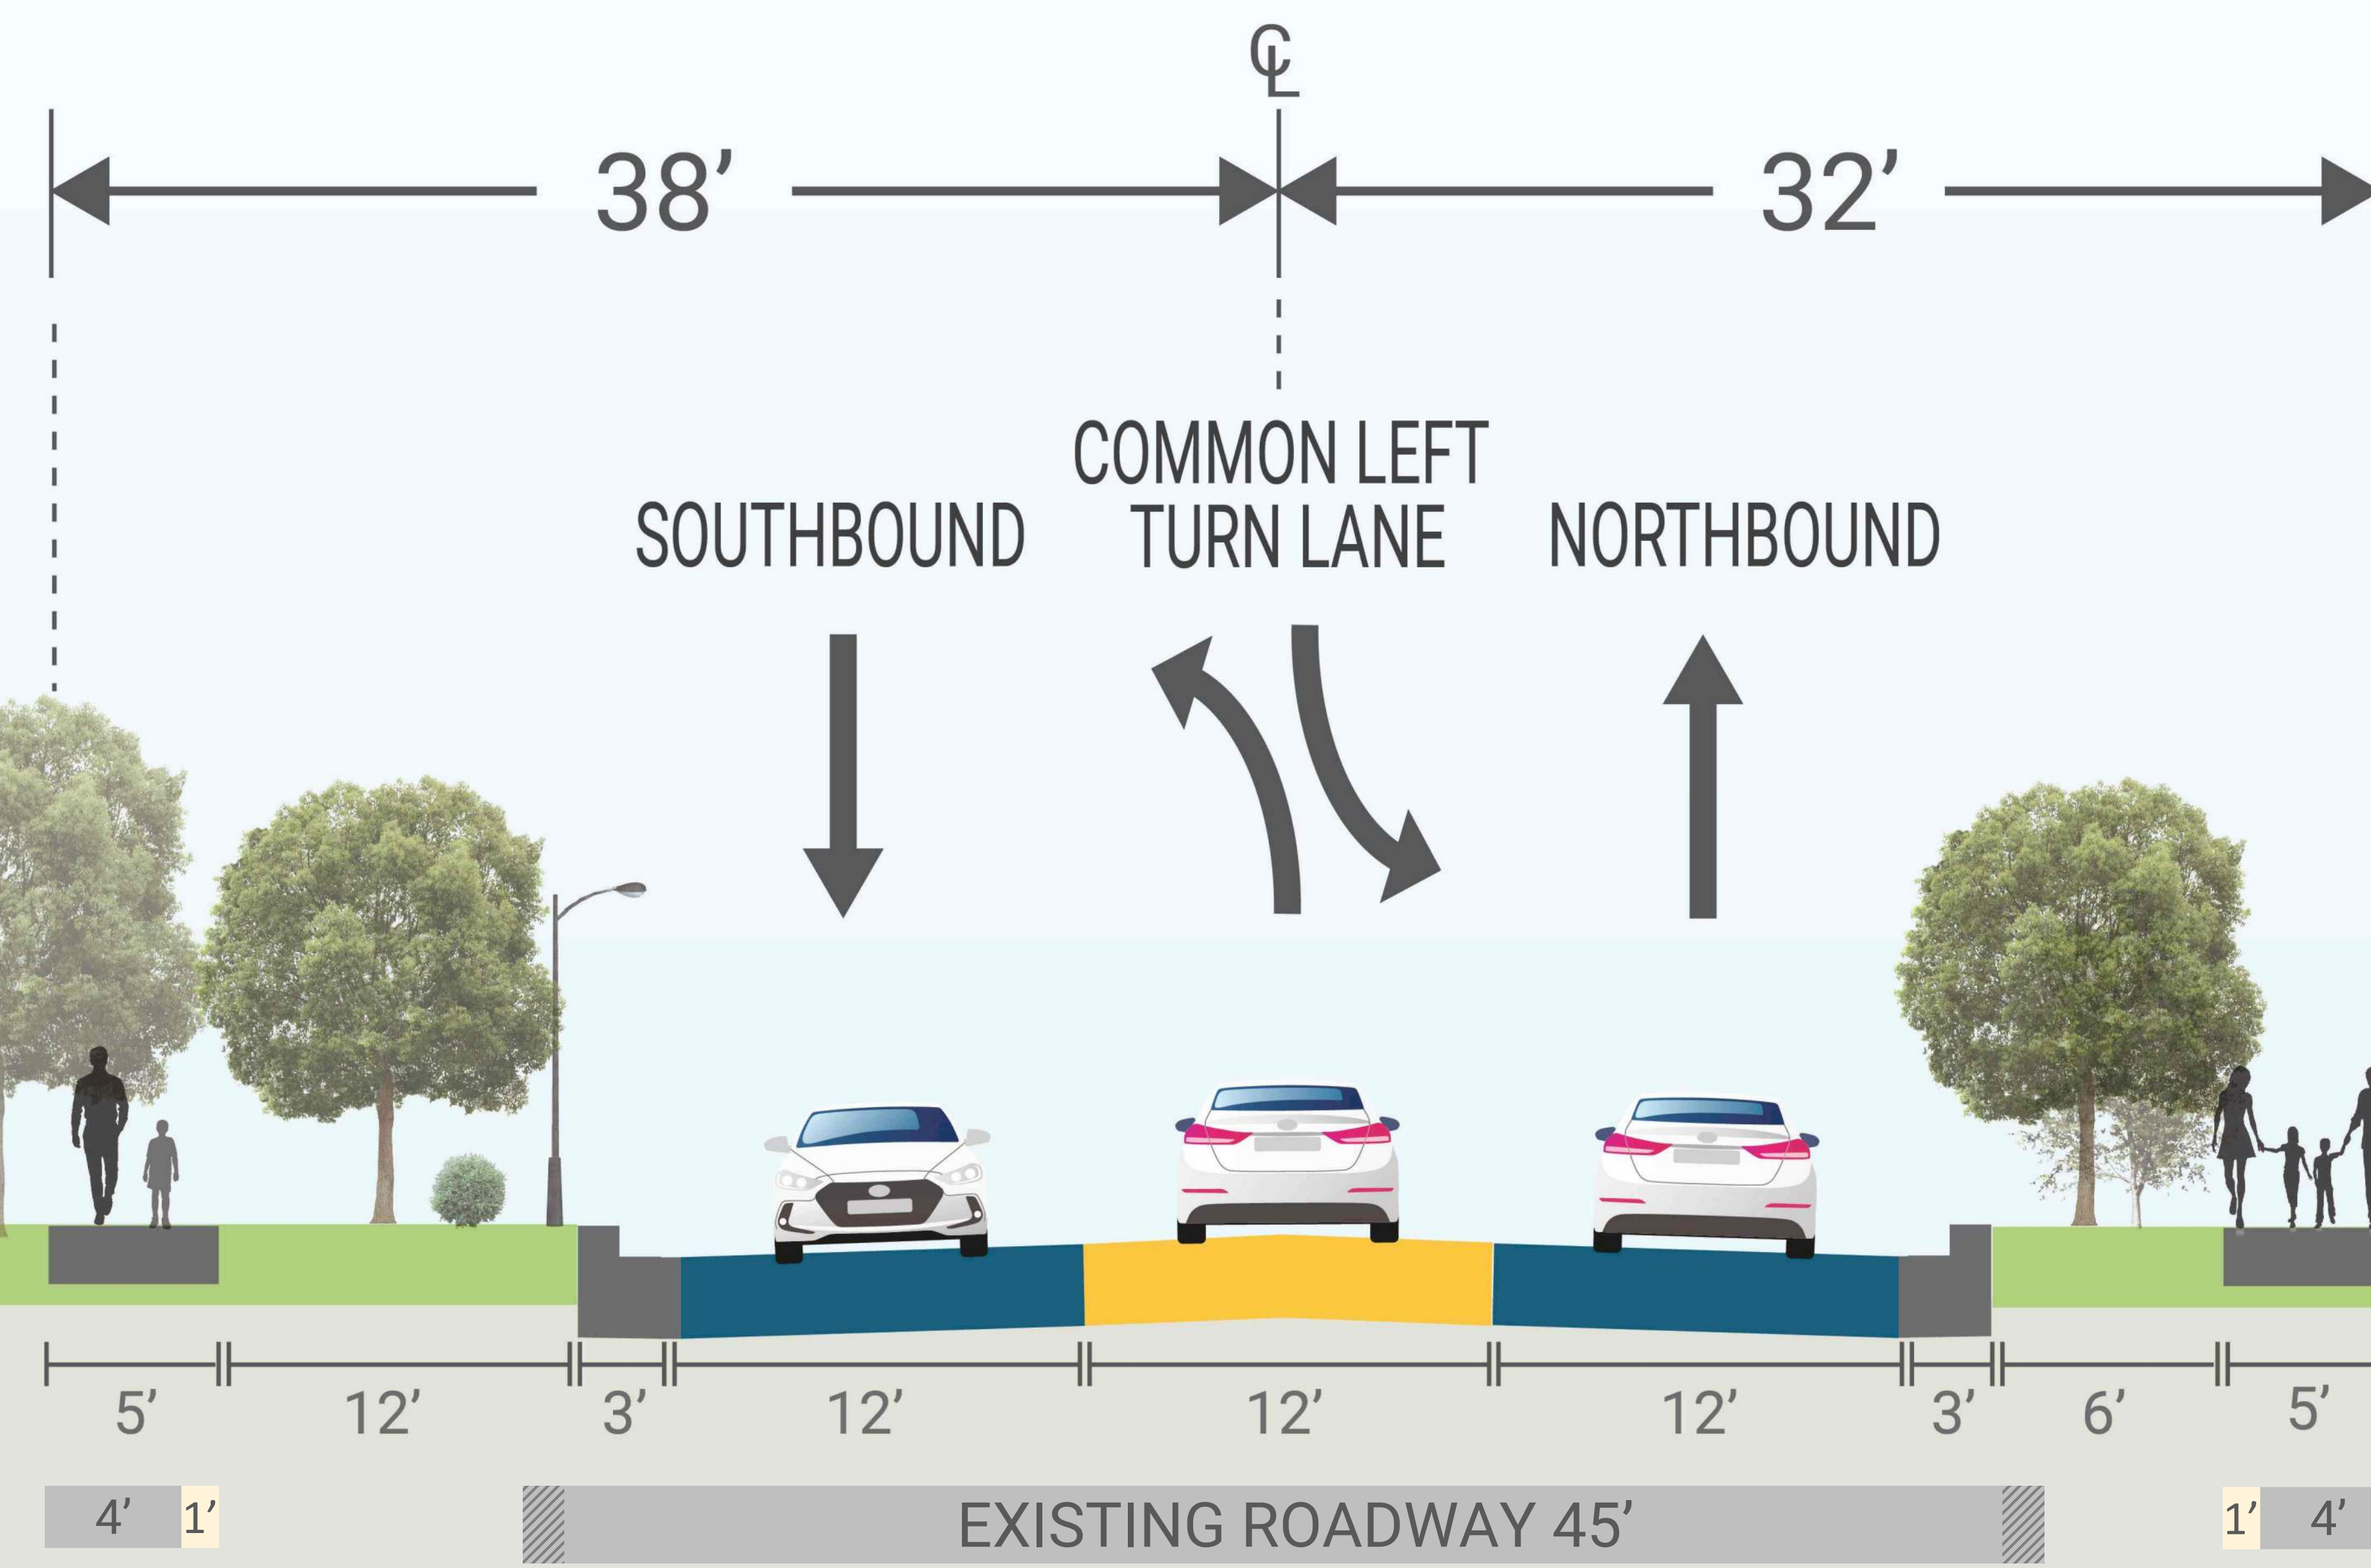 ℄
38’ 32’
COMMON LEFT
SOUTHBOUND TURN LANE NORTHBOUND
5’ 12’ 3’ 12’ 12’ 12’ 3’ 6’ 5’
4’ 1’ EXISTING ROADWAY 45’ 1’ 4’